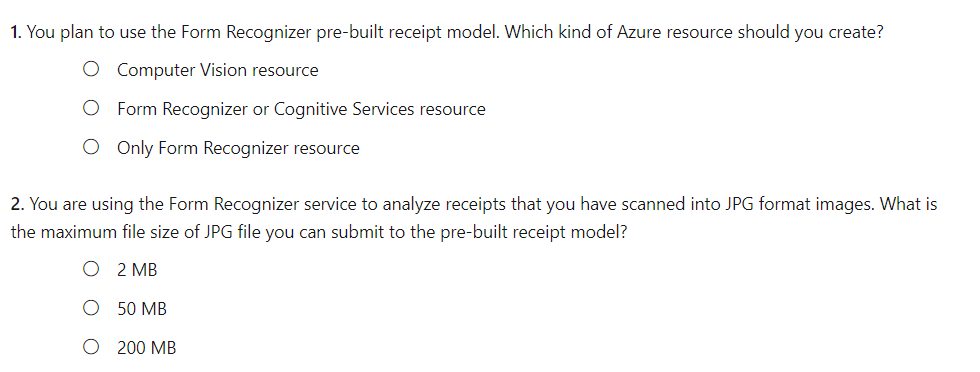 1. You plan to use the Form Recognizer pre-built receipt model. Which kind of Azure resource should you create?
Computer Vision resource
Form Recognizer or Cognitive Services resource
Only Form Recognizer resource
2. You are using the Form Recognizer service to analyze receipts that you have scanned into JPG format images. What is
the maximum file size of JPG file you can submit to the pre-built receipt model?
2 MB
50 MB
200 MB